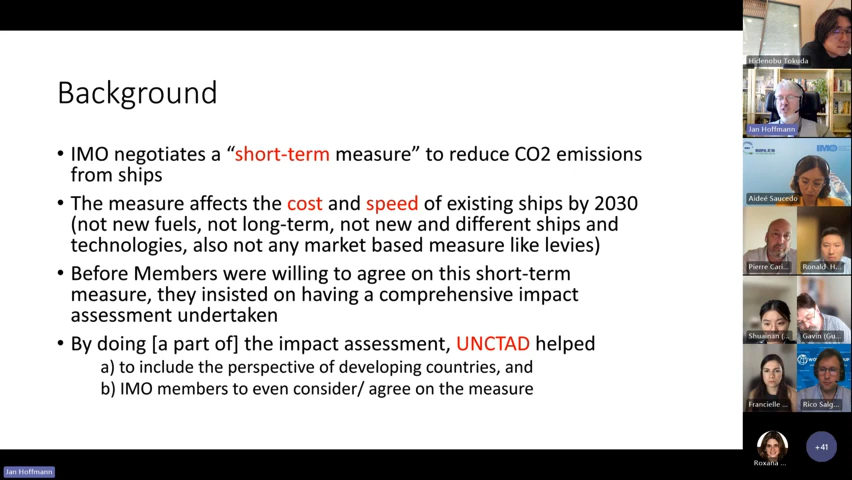 Background
• IMO negotiates a “short-term measure” to reduce CO2 emissions
from ships
• The measure affects the cost and speed of existing ships by 2030
(not new fuels, not long-term, not new and different ships and
technologies, also not any market based measure like levies)
• Before Members were willing to agree on this short-term
measure, they insisted on having a comprehensive impact
assessment undertaken
• By doing [a part of] the impact assessment, UNCTAD helped
a) to include the perspective of developing countries, and
b) IMO members to even consider/ agree on the measure
Hidenobu Tokuda
Jan Hoffmann
IMO
Aideé Saucedo
Pierre Cari...
Ronald- H...
Shuainan (...
Gavin (Gu...
Francielle ...
Rico Salg...
Roxana ...
+41
Jan Hoffmann